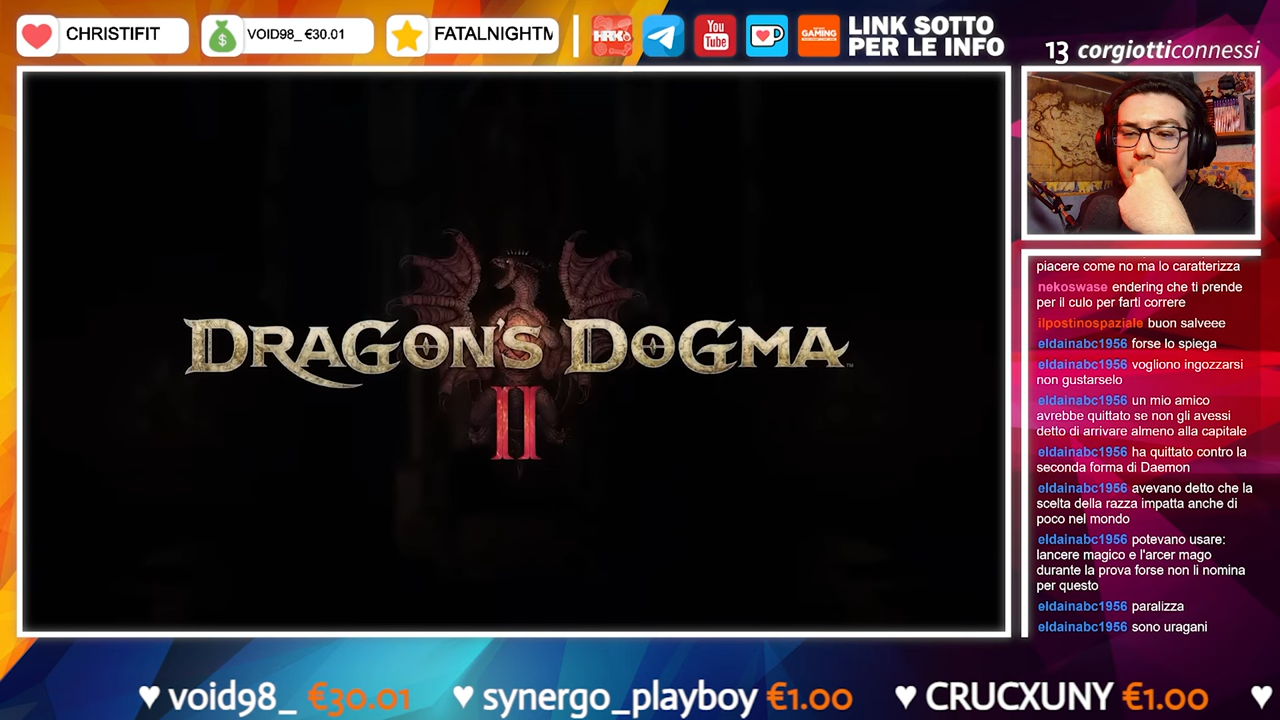 CHRISTIFIT
VOID98_ €30.01
FATALNIGHTM
HRK
You
Tube
GAMING
LINK SOTTO
PER LE INFO
13 corgiotticonnessi
DRAGON'S DOGMA
II
piacere come no ma lo caratterizza
nekoswase endering che ti prende
per il culo per farti correre
ilpostinospaziale buon salveee
eldainabc1956 forse lo spiega
eldainabc1956 vogliono ingozzarsi
non gustarselo
eldainabc1956 un mio amico
avrebbe quittato se non gli avessi
detto di arrivare almeno alla capitale
eldainabc1956 ha quittato contro la
seconda forma di Daemon
eldainabc1956 avevano detto che la
scelta della razza impatta anche di
poco nel mondo
eldainabc1956 potevano usare:
lancere magico e l'arcer mago
durante la prova forse non li nomina
per questo
eldainabc1956 paralizza
eldainabc1956 sono uragani
♥ void98_ €30.01 ♥ synergo_playboy €1.00 ♥ CRUCXUNY €1.00 ♥